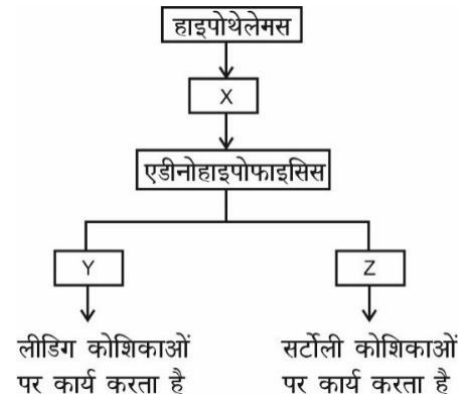 हाइपोथेलेमस
X
एडीनोहाइपोफाइसिस
Y
Z
लीडिग कोशिकाओं
पर कार्य करता है
सर्टोली कोशिकाओं
पर कार्य करता है